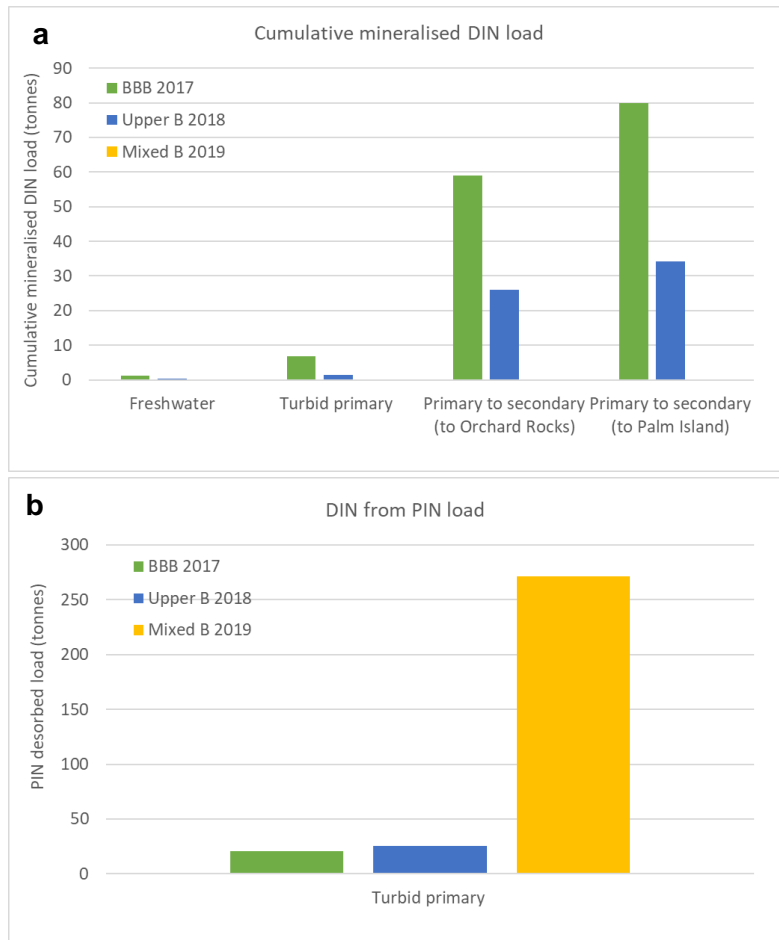 a
Cumulative mineralised DIN load
Cumulative mineralised DIN load (tonnes)
90
80
70
60
50
40
30
20
10
0
BBB 2017
Upper B 2018
Mixed B 2019
Freshwater
Turbid primary
Primary to secondary
(to Orchard Rocks)
Primary to secondary
(to Palm Island)
b
DIN from PIN load
PIN desorbed load (tonnes)
300
250
200
150
100
50
0
BBB 2017
Upper B 2018
Mixed B 2019
Turbid primary